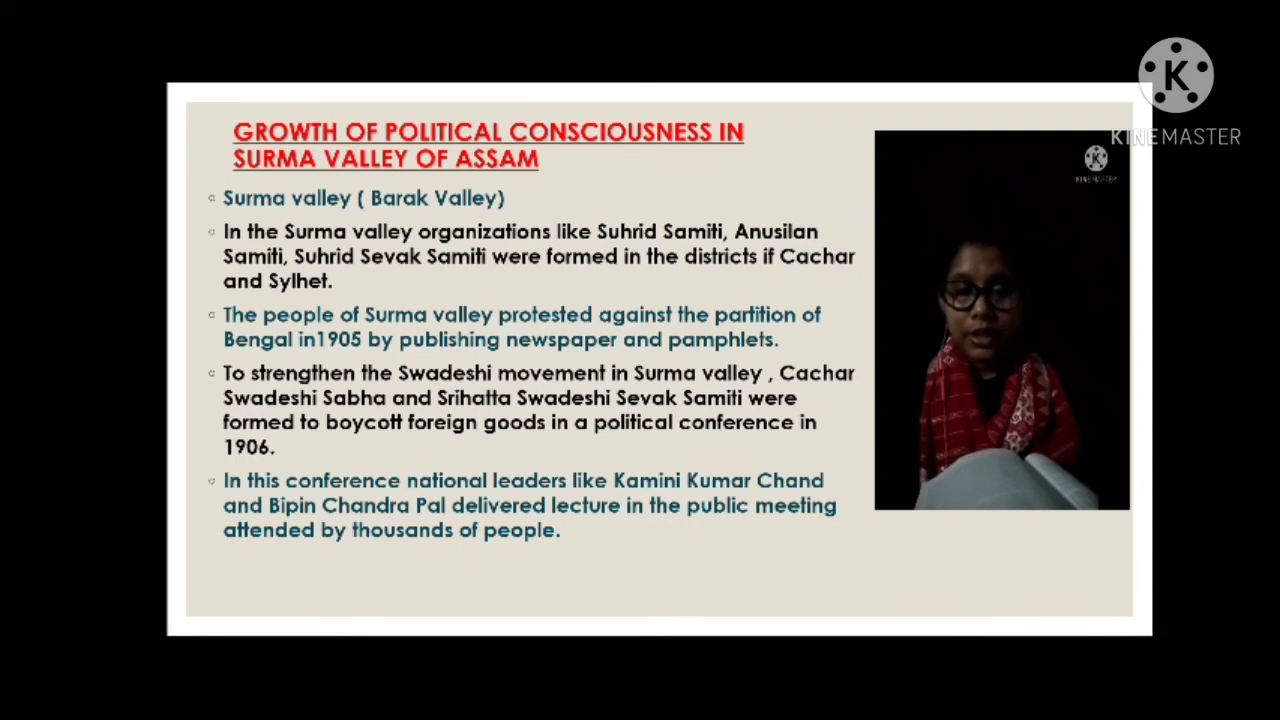 GROWTH OF POLITICAL CONSCIOUSNESS IN
SURMA VALLEY OF ASSAM
Surma valley ( Barak Valley)
In the Surma valley organizations like Suhrid Samiti, Anusilan
Samiti, Suhrid Sevak Samiti were formed in the districts if Cachar
and Sylhet.
The people of Surma valley protested against the partition of
Bengal in1905 by publishing newspaper and pamphlets.
To strengthen the Swadeshi movement in Surma valley , Cachar
Swadeshi Sabha and Srihatta Swadeshi Sevak Samiti were
formed to boycott foreign goods in a political conference in
1906.
In this conference national leaders like Kamini Kumar Chand
and Bipin Chandra Pal delivered lecture in the public meeting
attended by thousands of people.
K
KINEMASTER
K
KINEMASTER